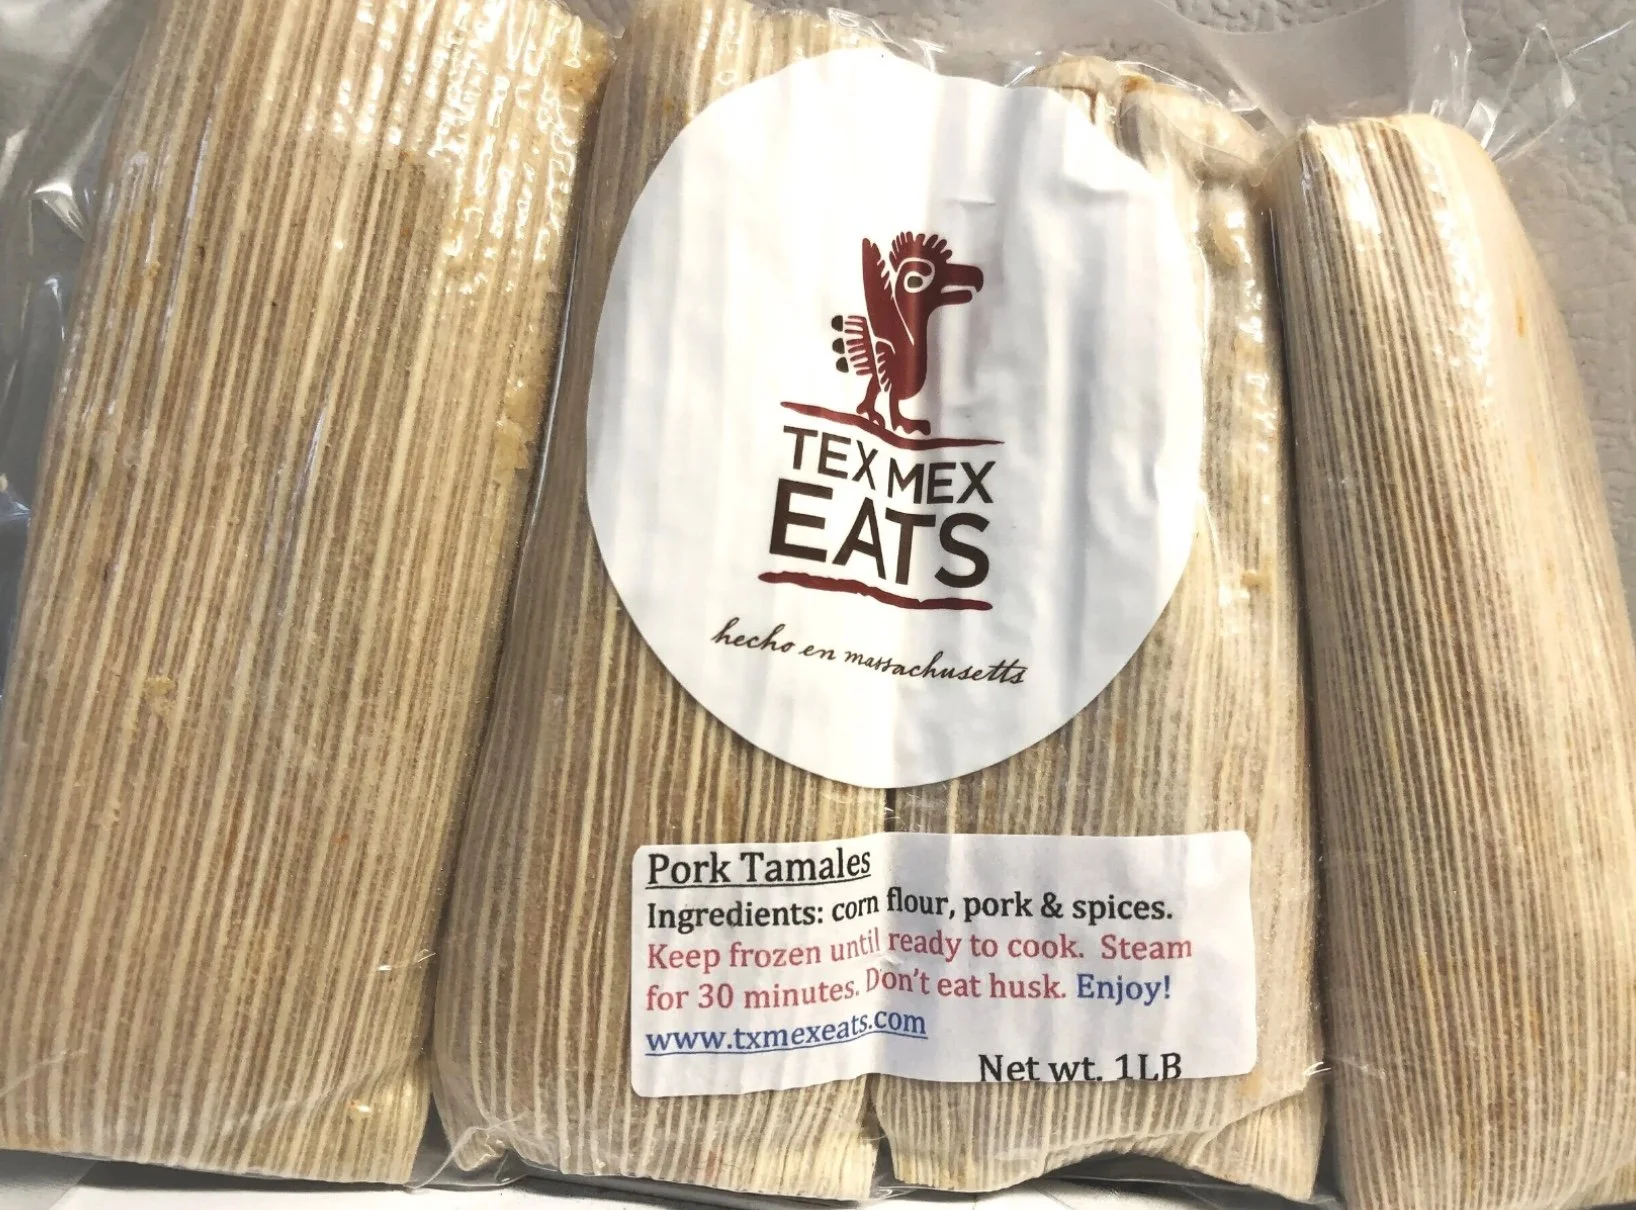 TEX MEX
EATS
hecho en massachusetts
Pork Tamales
Ingredients: corn flour, pork & spices.
Keep frozen until ready to cook. Steam
for 30 minutes. Don't eat husk. Enjoy!
www.txmexeats.com
Net wt. 1LB